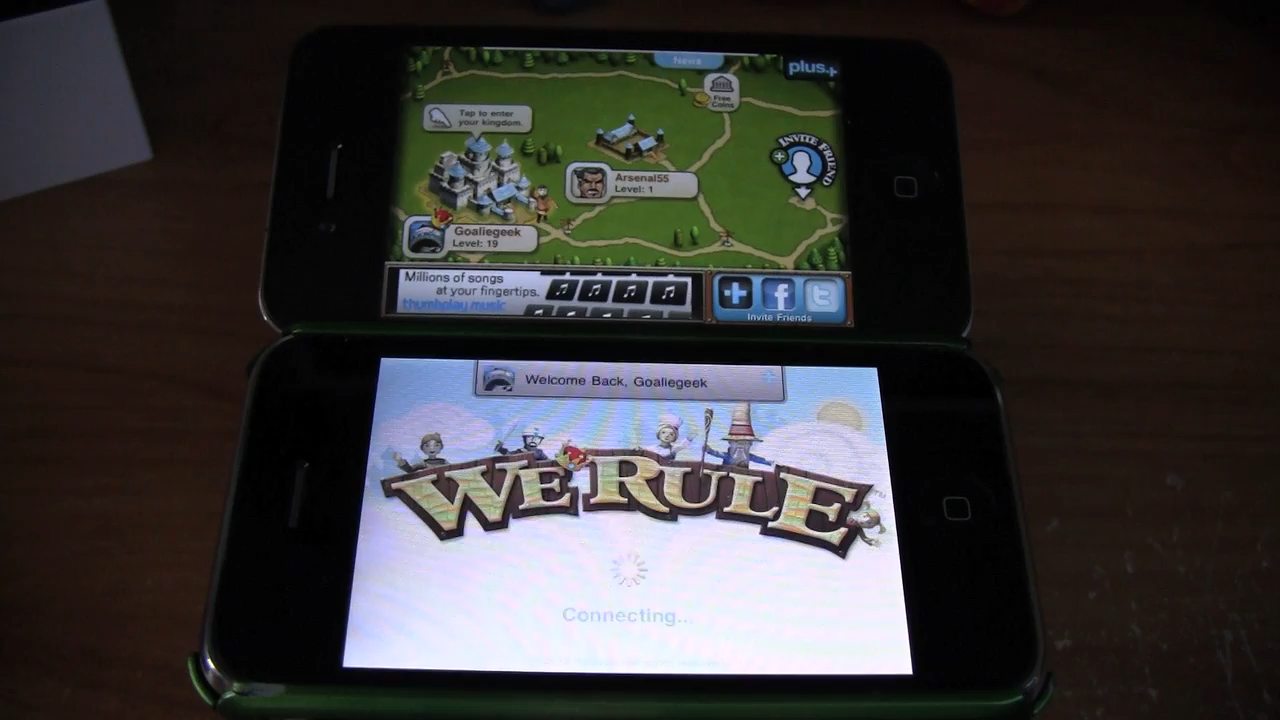 News
plus+
Free
Coins
Tap to enter
your kingdom.
INVITE FRIEND
Arsenal55
Level: 1
Goaliegeek
Level: 19
Millions of songs
at your fingertips.
thumbplay music
Invite Friends
Welcome Back, Goaliegeek
WE RULE
TM
Connecting...